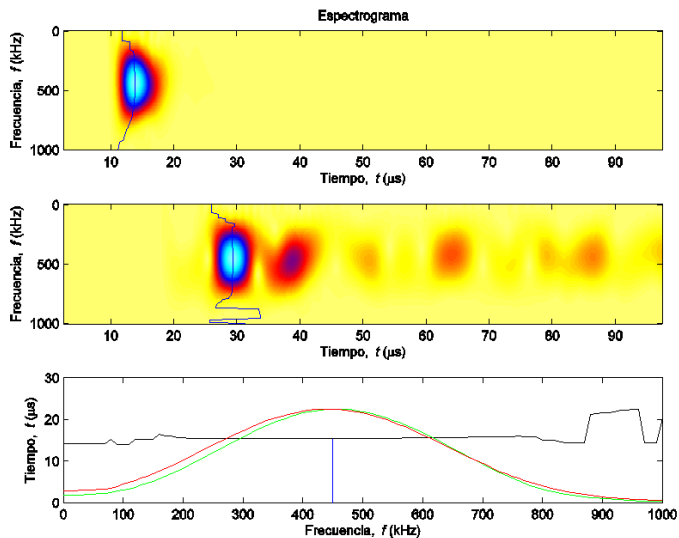 Espectrograma
Frecuencia, f (kHz)
0
500
1000
10 20 30 40 50 60 70 80 90
Tiempo, t (μs)
Frecuencia, f (kHz)
0
500
1000
10 20 30 40 50 60 70 80 90
Tiempo, t (μs)
Tiempo, t (μs)
30
20
10
0
0 100 200 300 400 500 600 700 800 900 1000
Frecuencia, f (kHz)